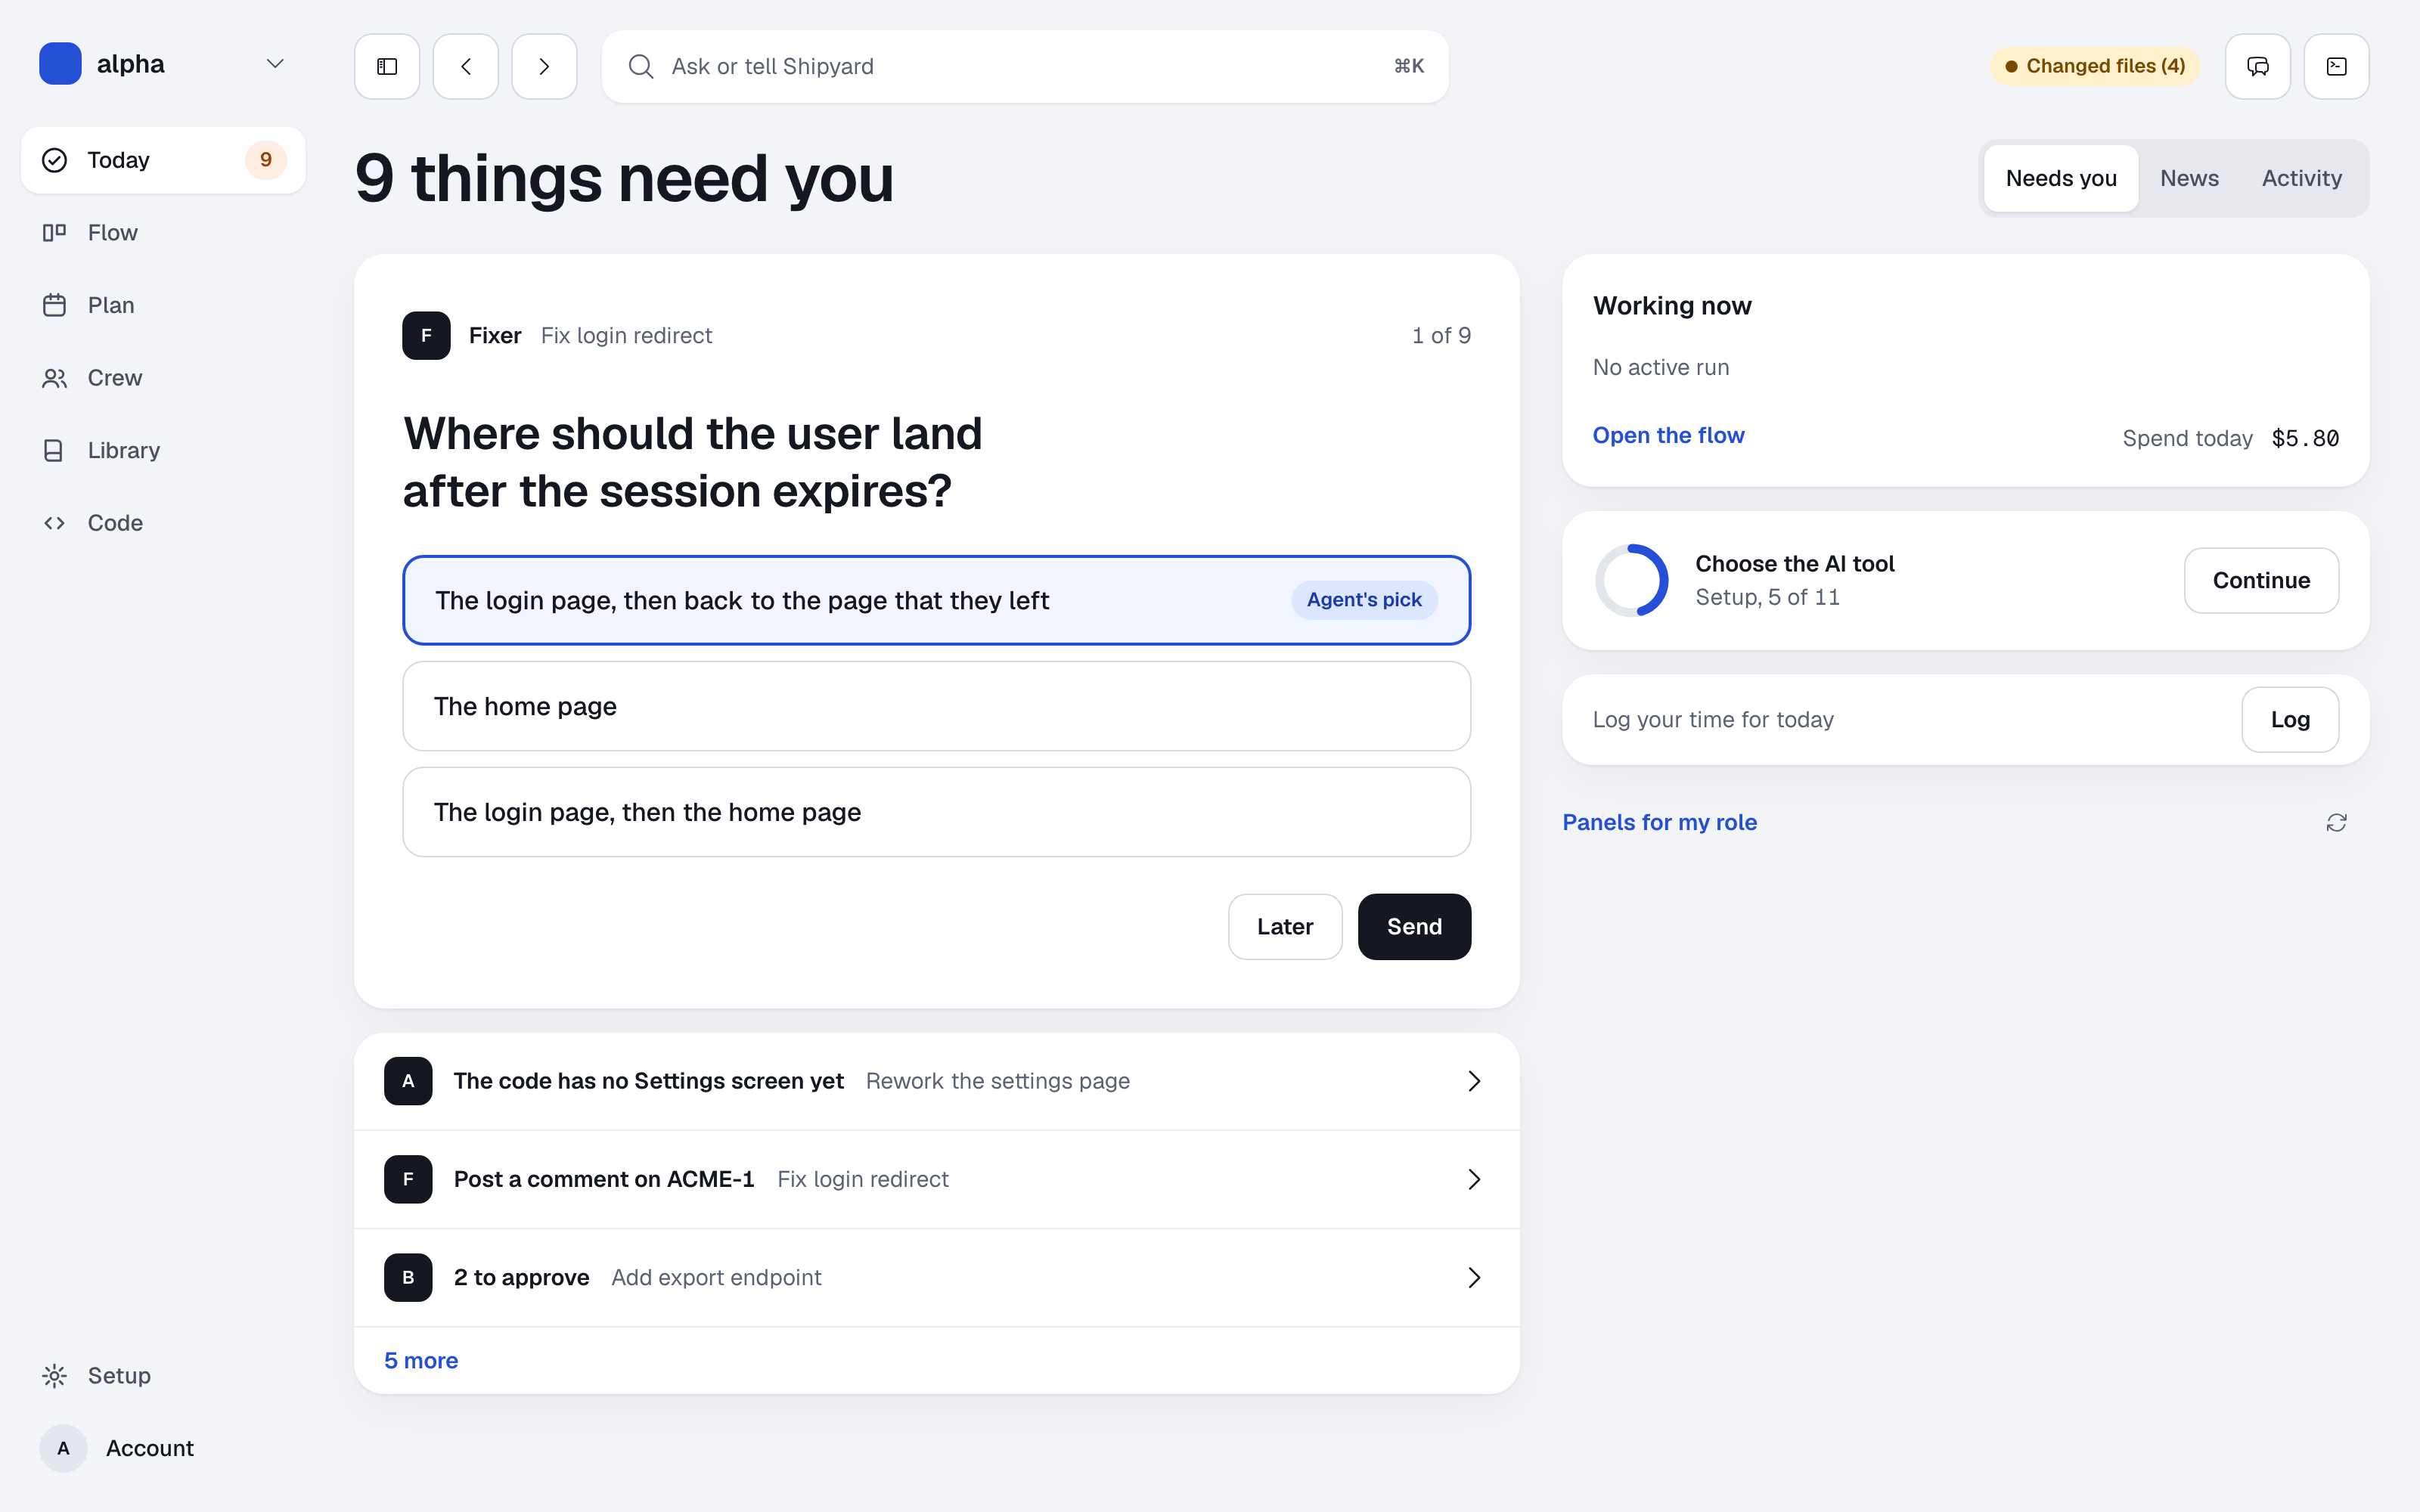 alpha
Ask or tell Shipyard ⌘K
Changed files (4)
Today 9
Flow
Plan
Crew
Library
Code
Setup
A Account
9 things need you
Needs you News Activity
F Fixer Fix login redirect 1 of 9
Where should the user land
after the session expires?
The login page, then back to the page that they left Agent's pick
The home page
The login page, then the home page
Later Send
A The code has no Settings screen yet Rework the settings page
F Post a comment on ACME-1 Fix login redirect
B 2 to approve Add export endpoint
5 more
Working now
No active run
Open the flow Spend today $5.80
Choose the AI tool
Setup, 5 of 11
Continue
Log your time for today Log
Panels for my role